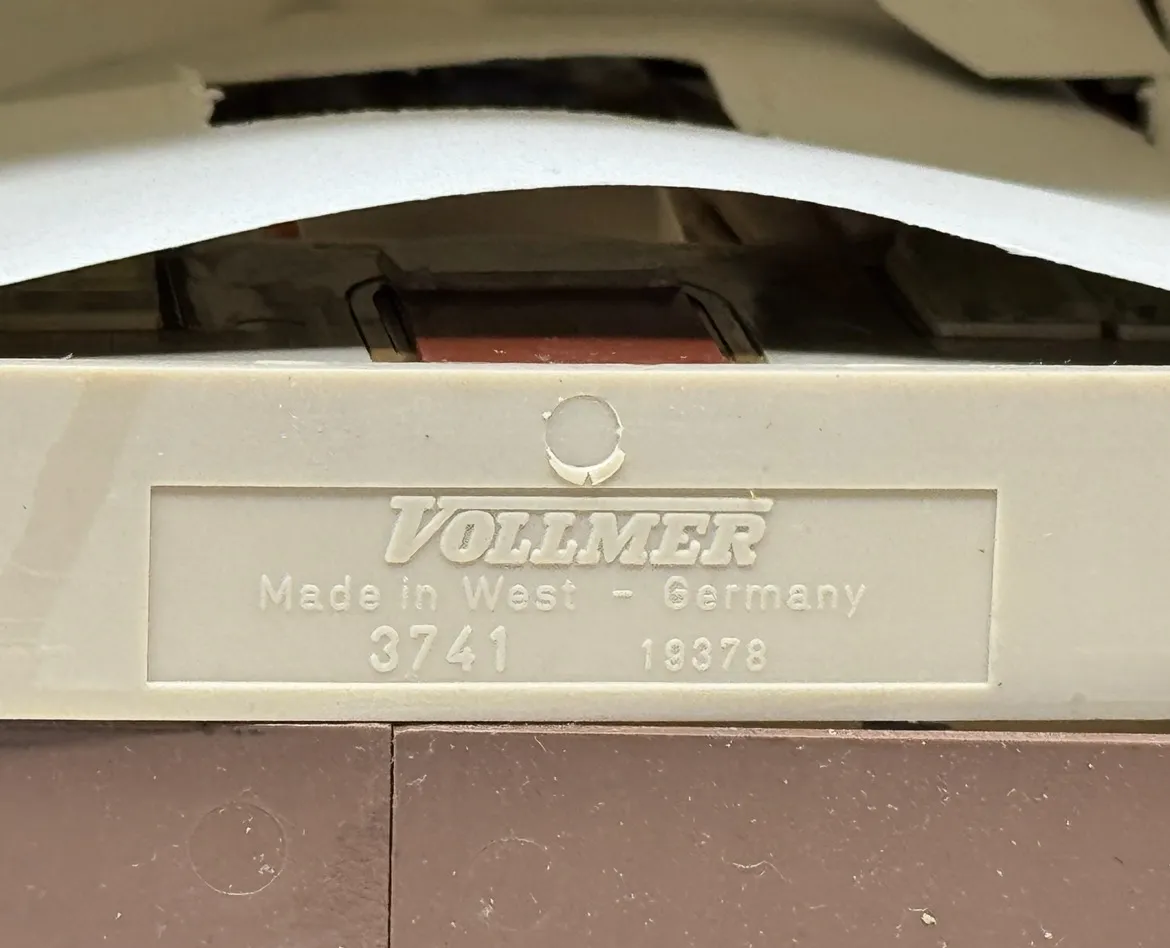 VOLLMER
Made in West - Germany
3741 19378